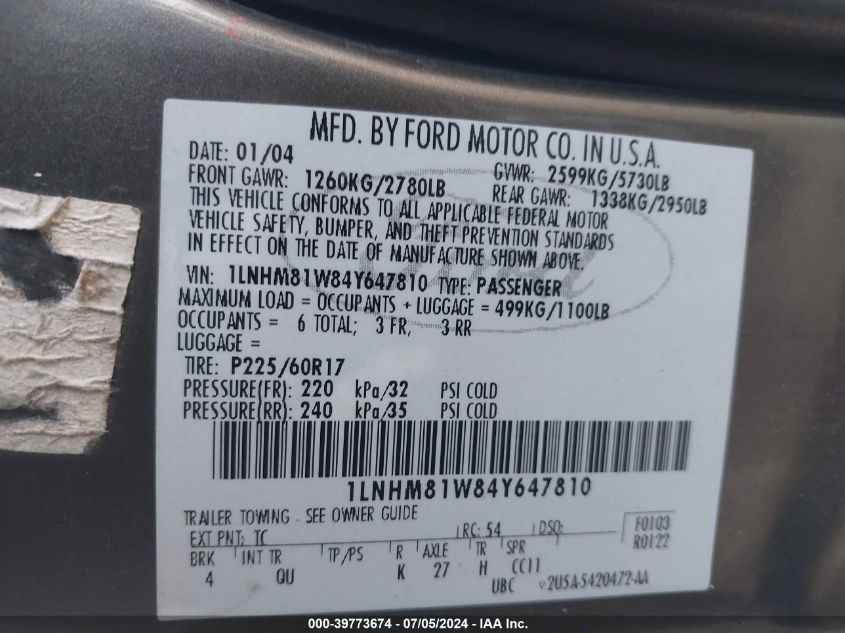 MFD. BY FORD MOTOR CO. IN U.S.A.
DATE: 01/04 GVWR: 2599KG/5730LB
FRONT GAWR: 1260KG/2780LB REAR GAWR: 1338KG/2950LB
THIS VEHICLE CONFORMS TO ALL APPLICABLE FEDERAL MOTOR
VEHICLE SAFETY, BUMPER, AND THEFT PREVENTION STANDARDS
IN EFFECT ON THE DATE OF MANUFACTURE SHOWN ABOVE.
VIN: 1LNHM81W84Y647810 TYPE: PASSENGER
MAXIMUM LOAD = OCCUPANTS + LUGGAGE = 499KG/1100LB
OCCUPANTS = 6 TOTAL; 3 FR, 3 RR
LUGGAGE =
TIRE: P225/60R17
PRESSURE(FR): 220 kPa/32 PSI COLD
PRESSURE(RR): 240 kPa/35 PSI COLD
1LNHM81W84Y647810
TRAILER TOWING - SEE OWNER GUIDE
EXT PNT: TC RC: 54 DSO: F0103
R0122
BRK INT TR TP/PS R AXLE TR SPR
4 QU K 27 H CC11
UBC 2U5A-5420472-AA
000-39773674 / 07/05/2024 - IAA Inc.